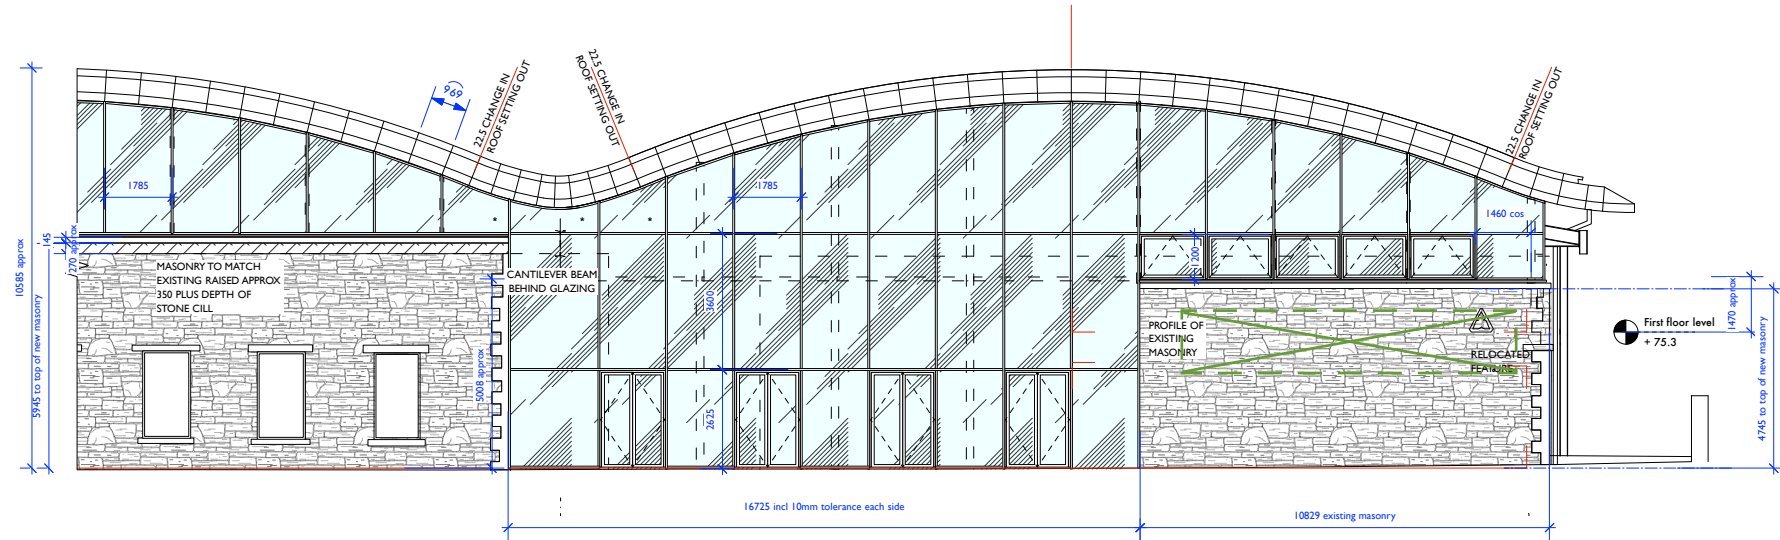 22.5 CHANGE IN
ROOF SETTING OUT
22.5 CHANGE IN
ROOF SETTING OUT
22.5 CHANGE IN
ROOF SETTING OUT
969
1785
1785
1460 cos
10585 approx
145
270 approx
5945 to top of new masonry
MASONRY TO MATCH
EXISTING RAISED APPROX
350 PLUS DEPTH OF
STONE CILL
CANTILEVER BEAM
BEHIND GLAZING
5008 approx
3600
2625
1200
PROFILE OF
EXISTING
MASONRY
RELOCATED
FEATURE
First floor level
+ 75.3
1470 approx
4745 to top of new masonry
16725 incl 10mm tolerance each side
10829 existing masonry